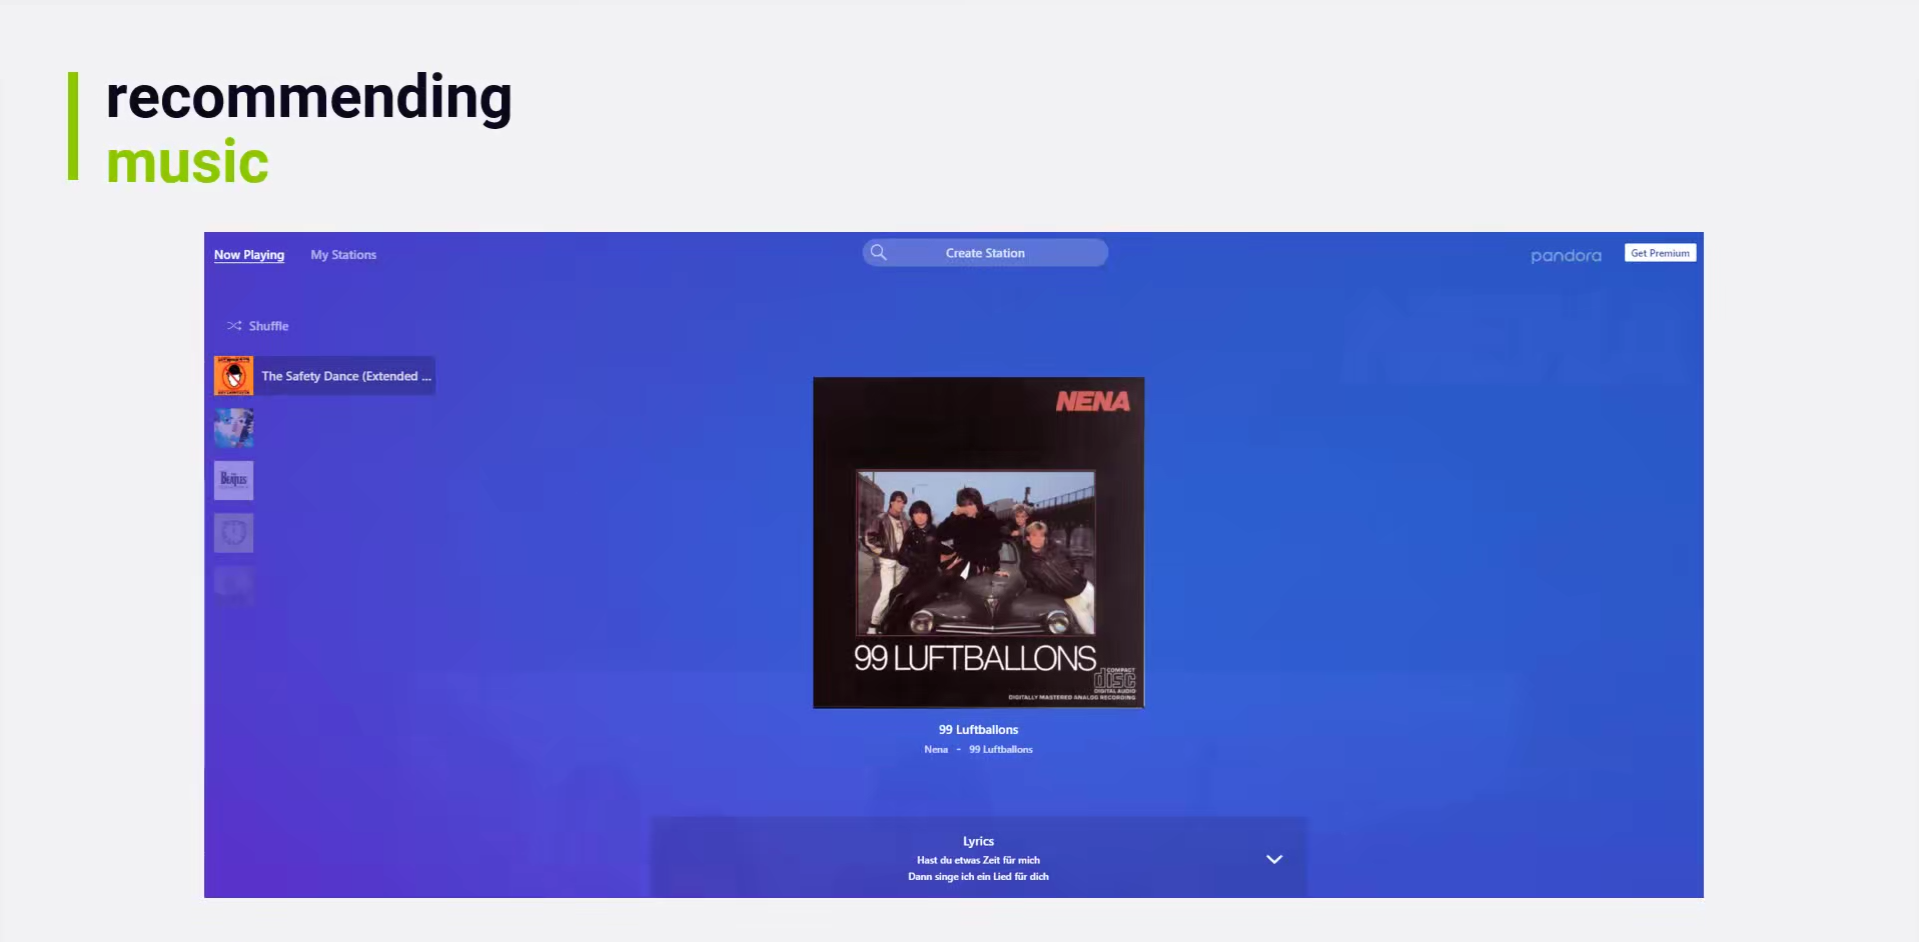 recommending
music
Now Playing
My Stations
Create Station
pandora
Get Premium
Shuffle
The Safety Dance (Extended ...
BEATLES
NENA
99 LUFTBALLONS
COMPACT
disc
DIGITAL AUDIO
DIGITALLY MASTERED ANALOG RECORDING
99 Luftballons
Nena - 99 Luftballons
Lyrics
Hast du etwas Zeit für mich
Dann singe ich ein Lied für dich